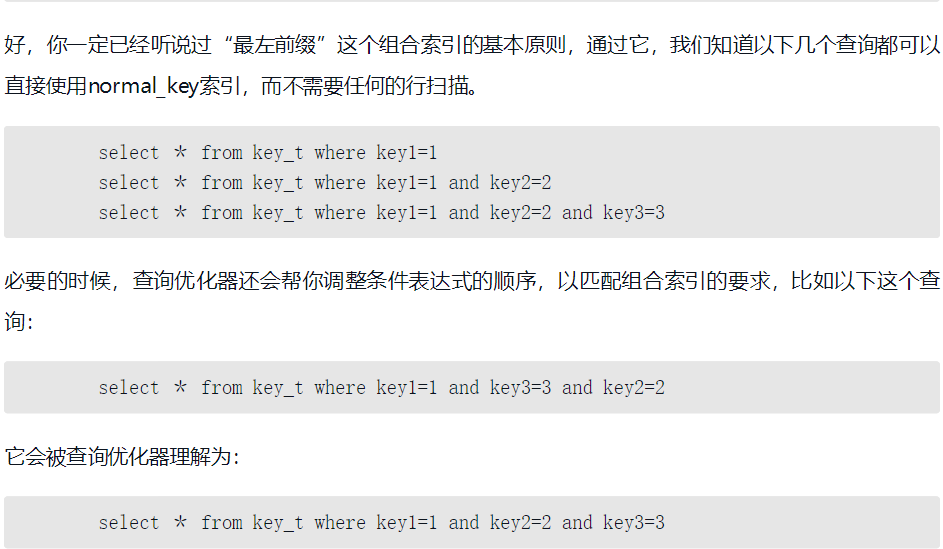 好，你一定已经听说过“最左前缀”这个组合索引的基本原则，通过它，我们知道以下几个查询都可以
直接使用normal_key索引，而不需要任何的行扫描。
select * from key_t where key1=1
select * from key_t where key1=1 and key2=2
select * from key_t where key1=1 and key2=2 and key3=3
必要的时候，查询优化器还会帮你调整条件表达式的顺序，以匹配组合索引的要求，比如以下这个查
询：
select * from key_t where key1=1 and key3=3 and key2=2
它会被查询优化器理解为：
select * from key_t where key1=1 and key2=2 and key3=3